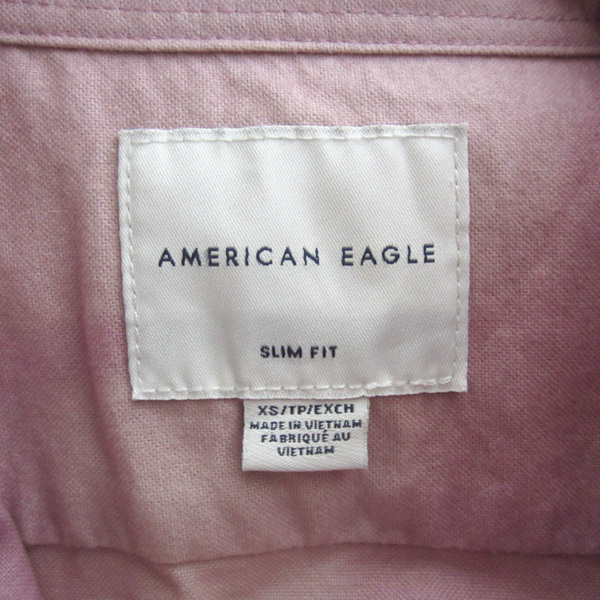 AMERICAN EAGLE
SLIM FIT
XS/TP/EXCH
MADE IN VIETNAM
FABRIQUÉ AU
VIETNAM